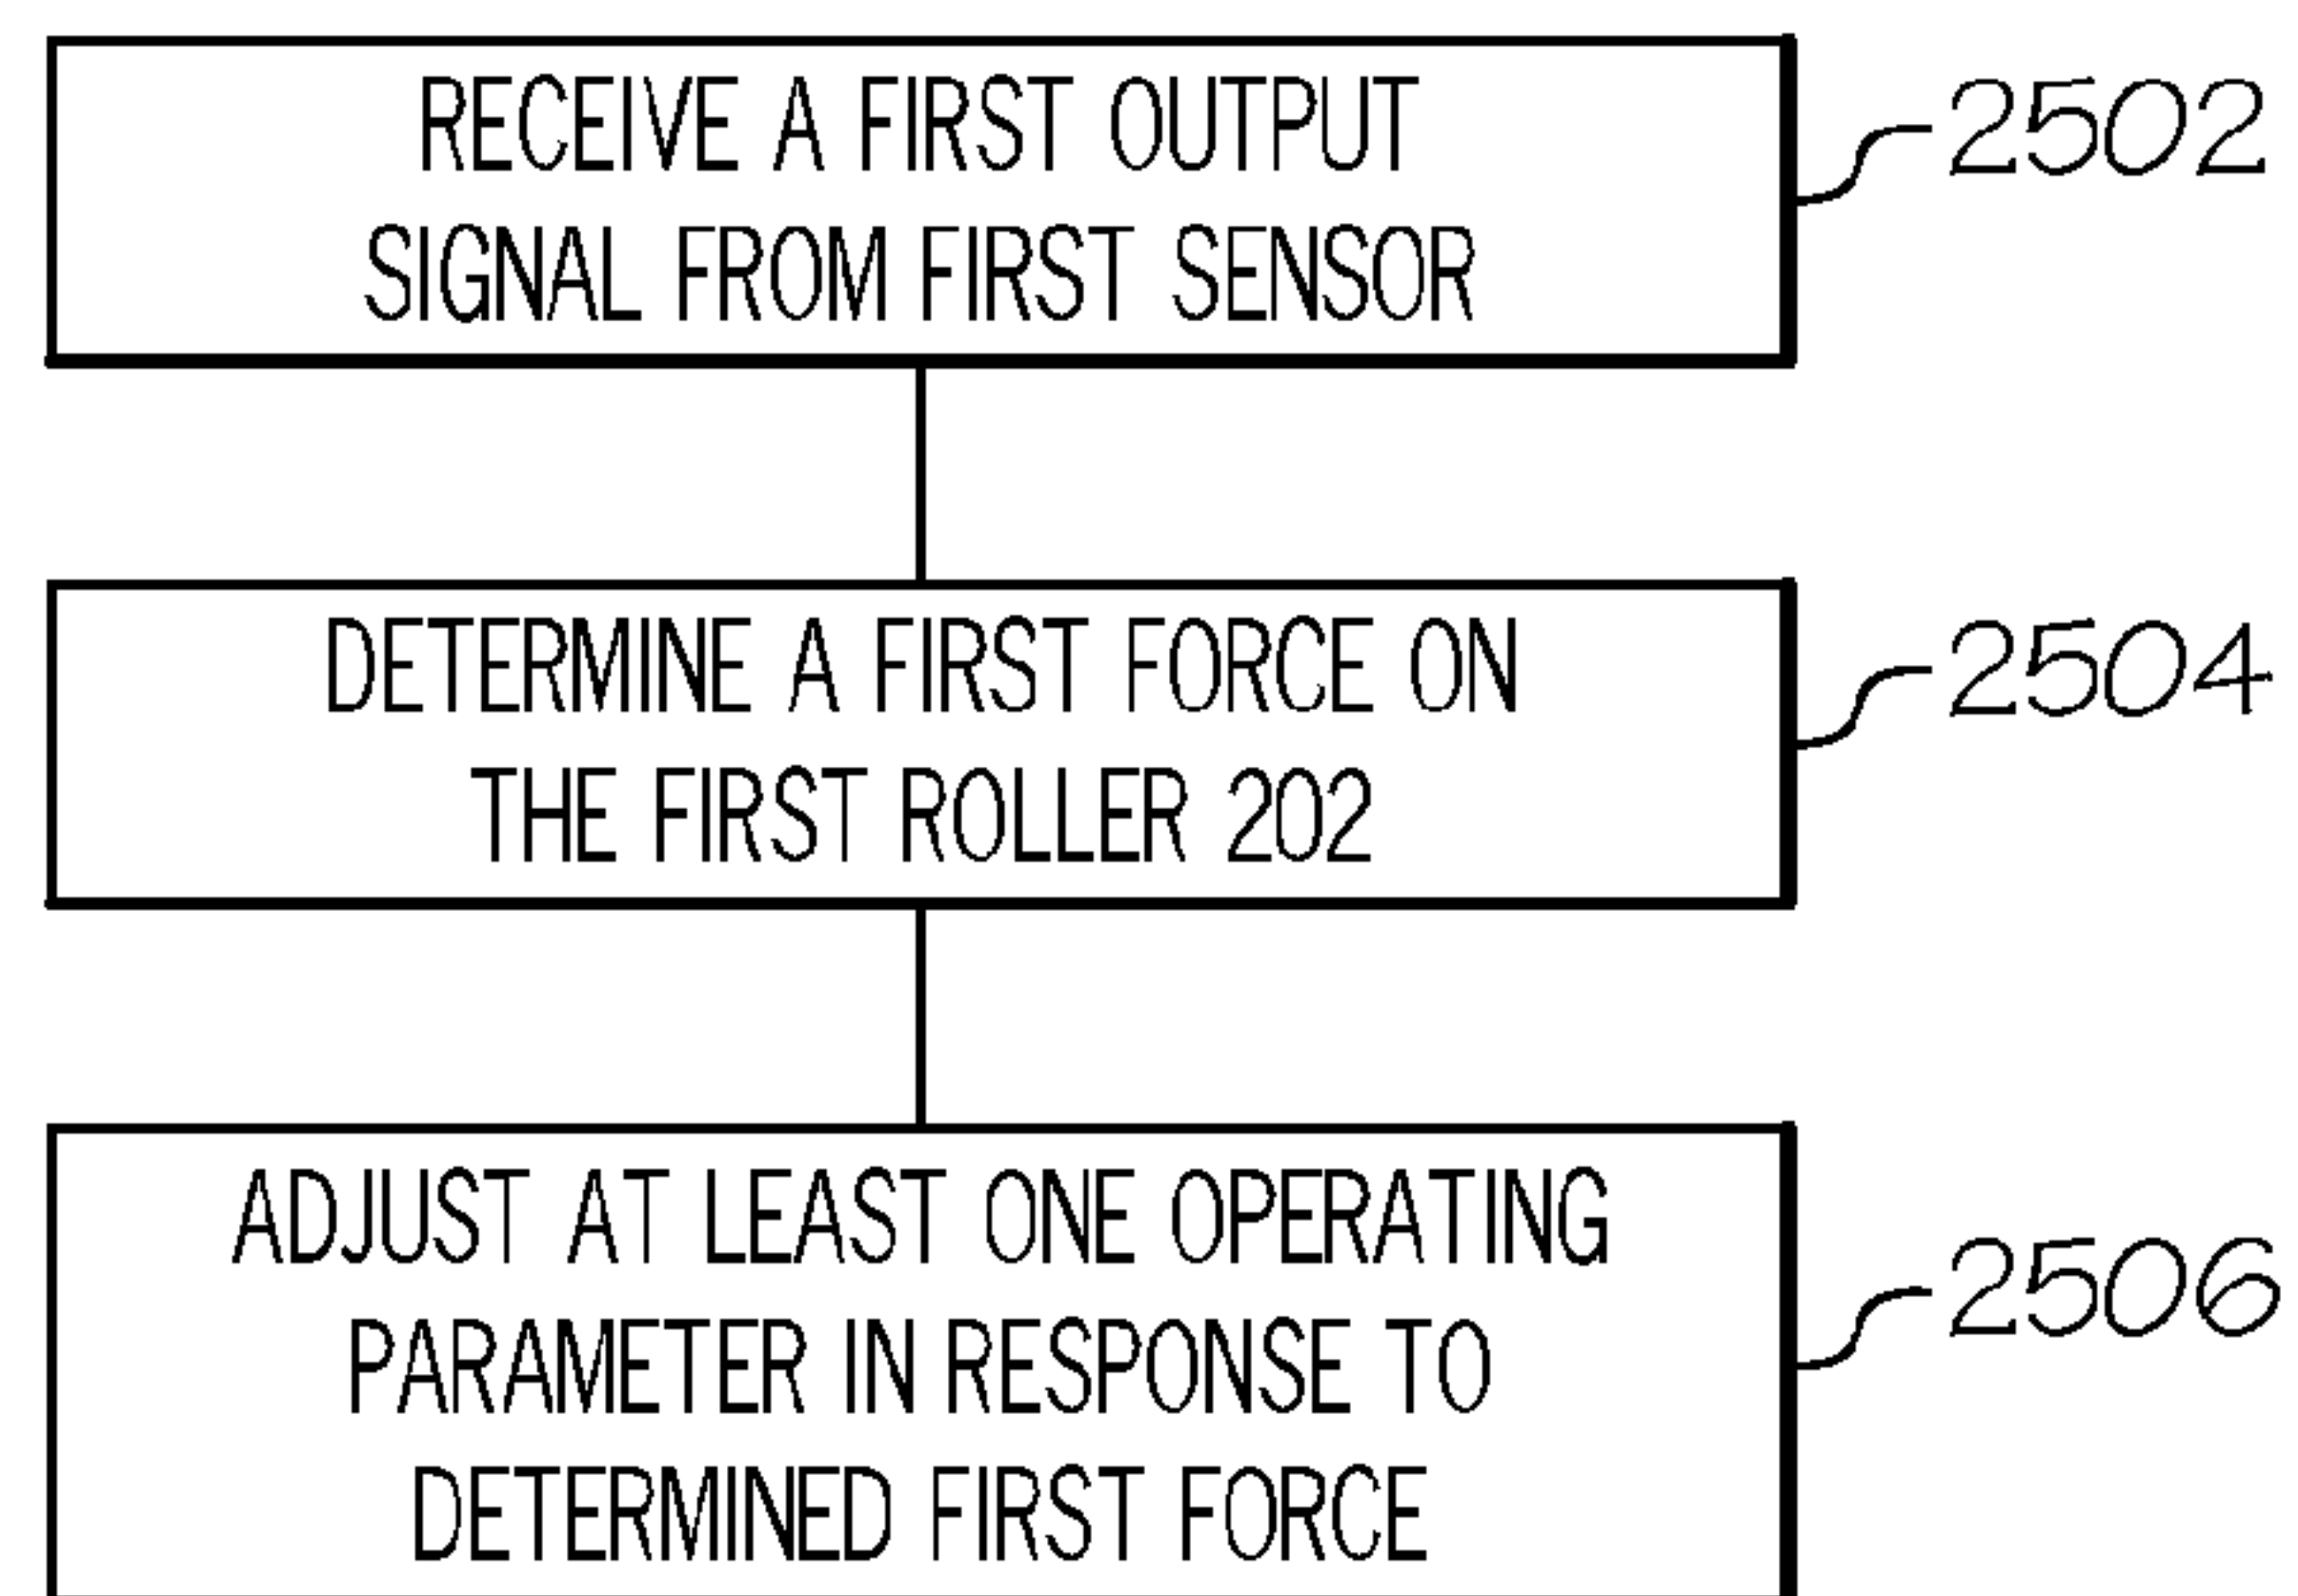 RECEIVE A FIRST OUTPUT
SIGNAL FROM FIRST SENSOR
2502
DETERMINE A FIRST FORCE ON
THE FIRST ROLLER 202
2504
ADJUST AT LEAST ONE OPERATING
PARAMETER IN RESPONSE TO
DETERMINED FIRST FORCE
2506